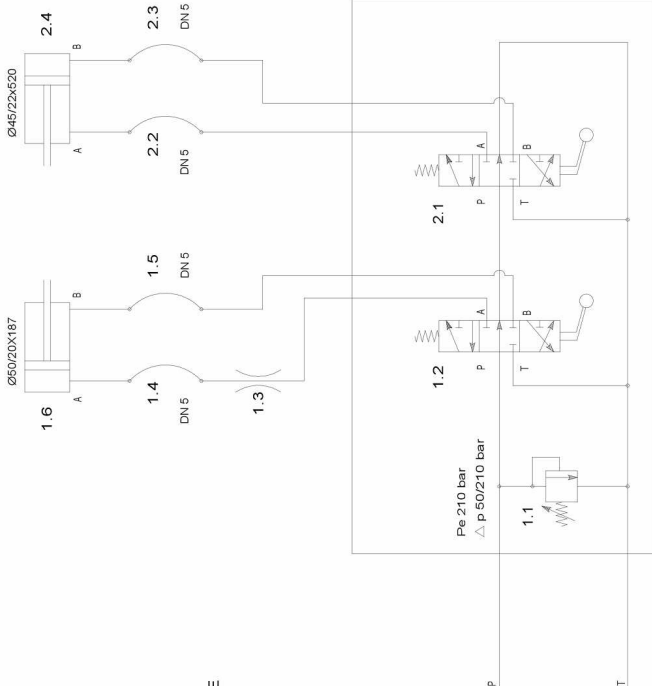 2.4
Ø45/22x520
B
A
2.3
DN 5
2.2
DN 5
1.6
Ø50/20X187
B
A
1.5
DN 5
1.4
DN 5
1.3
2.1
A
B
P
T
1.2
A
B
P
T
Pe 210 bar
△ p 50/210 bar
1.1
E
P
T